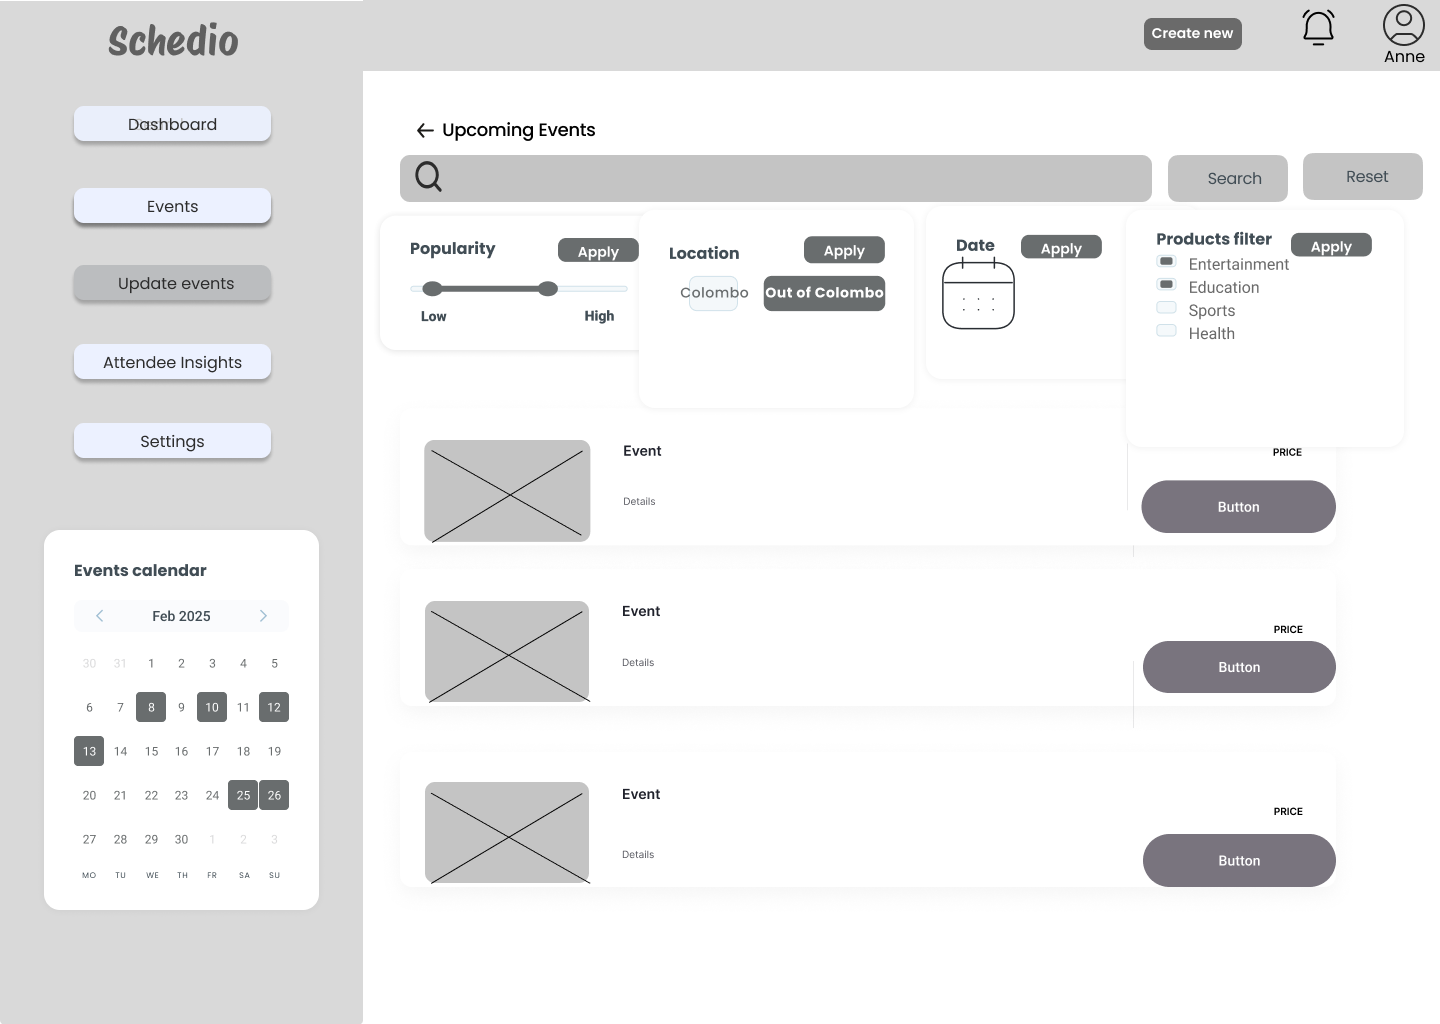 Schedio
Create new
Anne
Dashboard
Events
Update events
Attendee Insights
Settings
Events calendar
Feb 2025
30 31 1 2 3 4 5
6 7 8 9 10 11 12
13 14 15 16 17 18 19
20 21 22 23 24 25 26
27 28 29 30 1 2 3
MO TU WE TH FR SA SU
Upcoming Events
Search
Reset
Popularity
Apply
Low
High
Location
Apply
Colombo
Out of Colombo
Date
Apply
Products filter
Apply
Entertainment
Education
Sports
Health
Event
Details
PRICE
Button
Event
Details
PRICE
Button
Event
Details
PRICE
Button